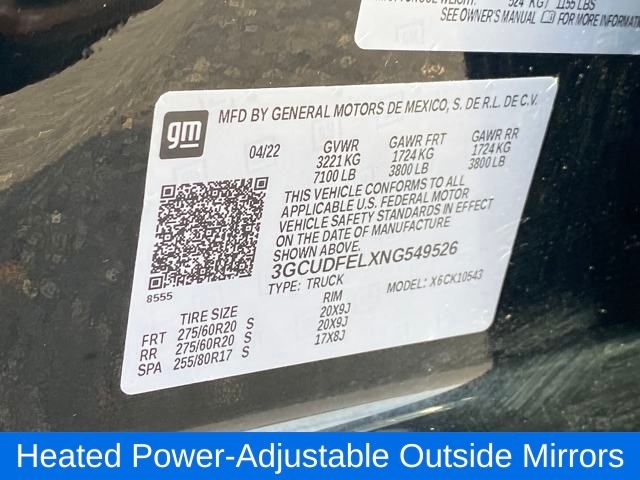 524 KG / 1155 LBS
SEE OWNER'S MANUAL FOR MORE INFORMATION
gm
MFD BY GENERAL MOTORS DE MEXICO, S. DE R.L. DE C.V.
04/22 GVWR GAWR FRT GAWR RR
3221 KG 1724 KG 1724 KG
7100 LB 3800 LB 3800 LB
THIS VEHICLE CONFORMS TO ALL
APPLICABLE U.S. FEDERAL MOTOR
VEHICLE SAFETY STANDARDS IN EFFECT
ON THE DATE OF MANUFACTURE
SHOWN ABOVE.
3GCUDFELXNG549526
TYPE: TRUCK MODEL: X6CK10543
8555
TIRE SIZE RIM
FRT 275/60R20 S 20X9J
RR 275/60R20 S 20X9J
SPA 255/80R17 S 17X8J
Heated Power-Adjustable Outside Mirrors